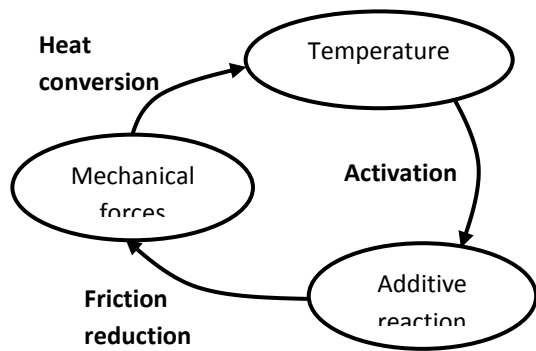 Heat
conversion
Temperature
Activation
Mechanical
forces
Additive
reaction
Friction
reduction